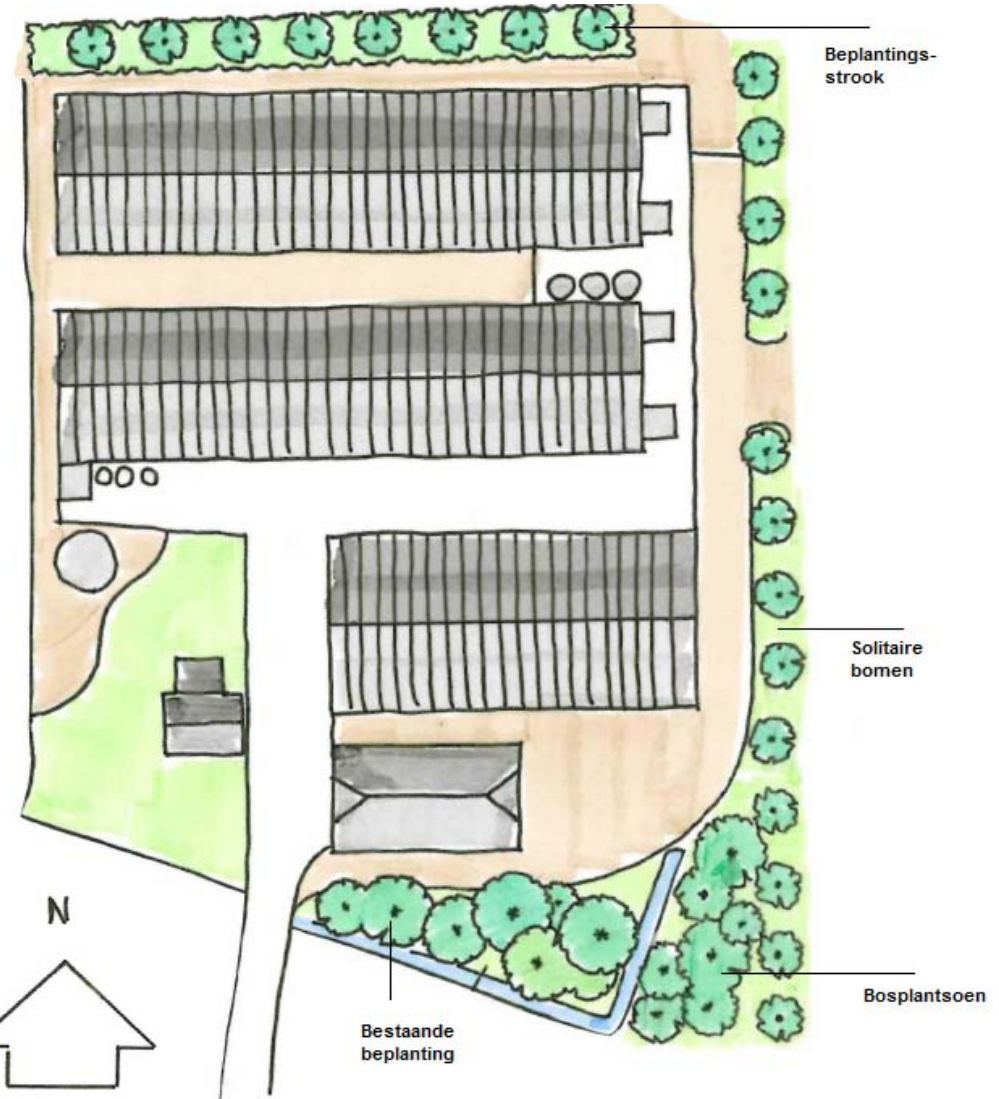 Beplantings-
strook
Solitaire
bomen
N
Bosplantsoen
Bestaande
beplanting